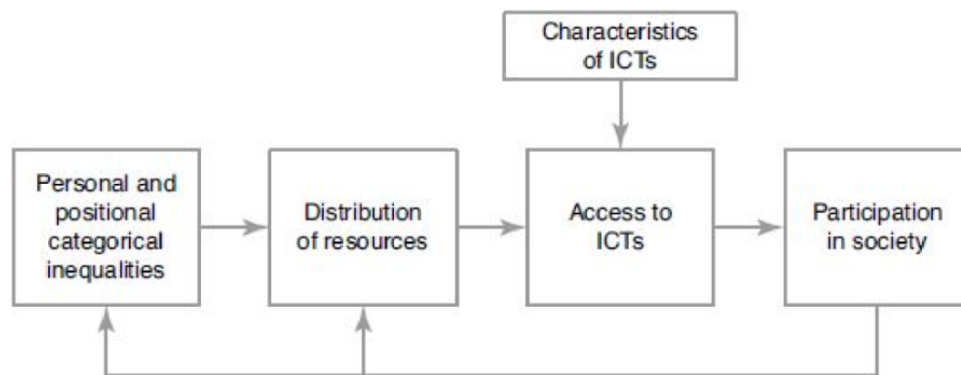 Characteristics
of ICTs
Personal and
positional
categorical
inequalities
Distribution
of resources
Access to
ICTs
Participation
in society